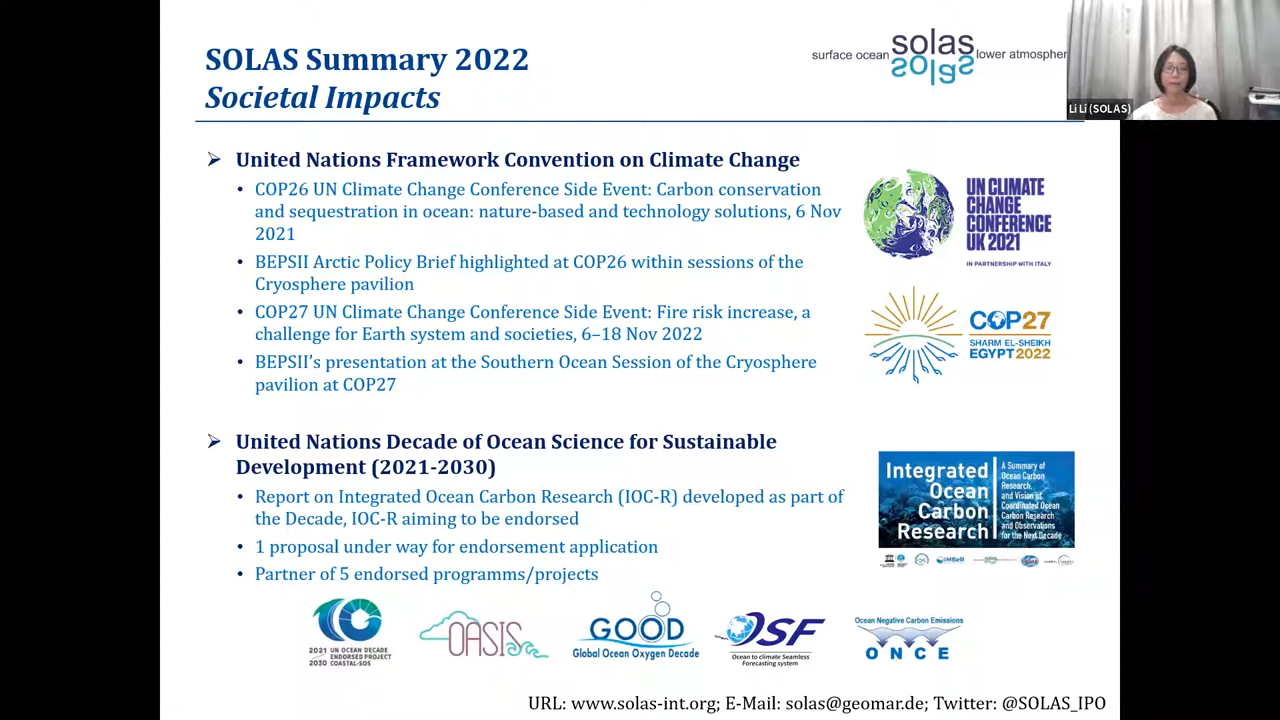 SOLAS Summary 2022
Societal Impacts
surface ocean solas lower atmospher
Li Li (SOLAS)
➢ United Nations Framework Convention on Climate Change
• COP26 UN Climate Change Conference Side Event: Carbon conservation
and sequestration in ocean: nature-based and technology solutions, 6 Nov
2021
• BEPSII Arctic Policy Brief highlighted at COP26 within sessions of the
Cryosphere pavilion
• COP27 UN Climate Change Conference Side Event: Fire risk increase, a
challenge for Earth system and societies, 6–18 Nov 2022
• BEPSII’s presentation at the Southern Ocean Session of the Cryosphere
pavilion at COP27
UN CLIMATE
CHANGE
CONFERENCE
UK 2021
IN PARTNERSHIP WITH ITALY
COP27
SHARM EL-SHEIKH
EGYPT 2022
➢ United Nations Decade of Ocean Science for Sustainable
Development (2021-2030)
• Report on Integrated Ocean Carbon Research (IOC-R) developed as part of
the Decade, IOC-R aiming to be endorsed
• 1 proposal under way for endorsement application
• Partner of 5 endorsed programms/projects
Integrated
Ocean
Carbon
Research
A Summary of
Ocean Carbon
Research,
and Vision of
Coordinated Ocean
Carbon Research
and Observations
for the Next Decade
IMBeR
2021 UN OCEAN DECADE
2030 ENDORSED PROJECT
COASTAL-SOS
OASIS
GOOD
Global Ocean Oxygen Decade
OSF
Ocean to climate Seamless
Forecasting system
Ocean Negative Carbon Emissions
ONCE
URL: www.solas-int.org; E-Mail: solas@geomar.de; Twitter: @SOLAS_IPO